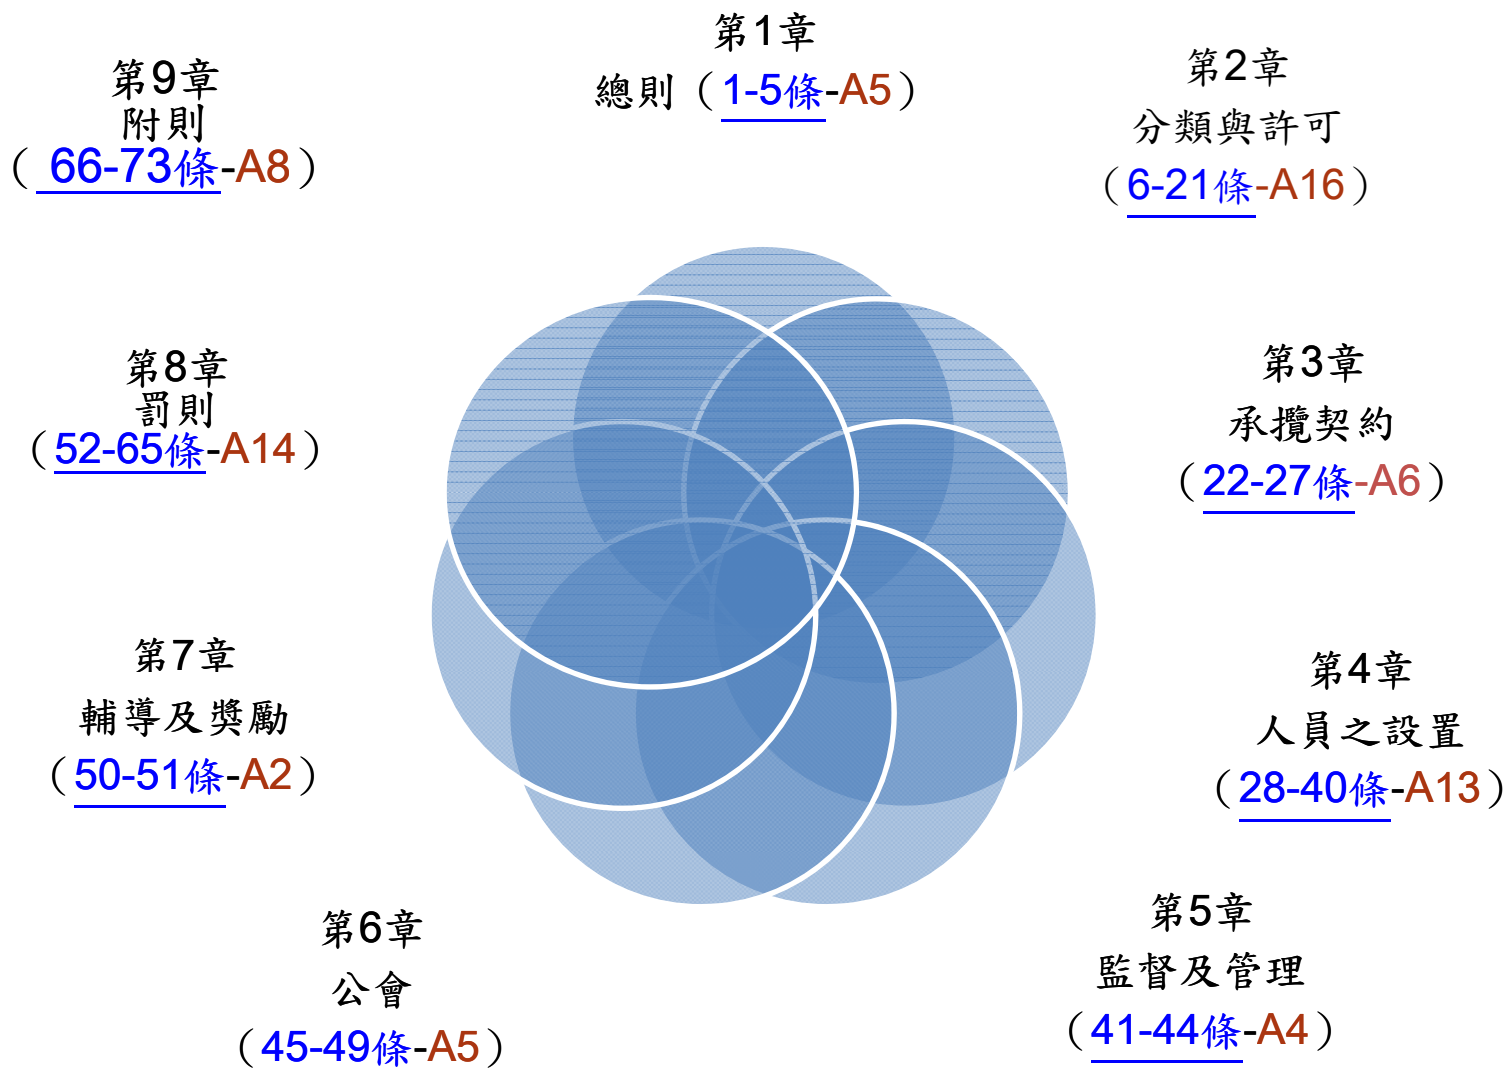 第1章
總則（1-5條-A5）
第2章
分類與許可
（6-21條-A16）
第3章
承攬契約
（22-27條-A6）
第4章
人員之設置
（28-40條-A13）
第5章
監督及管理
（41-44條-A4）
第6章
公會
（45-49條-A5）
第7章
輔導及獎勵
（50-51條-A2）
第8章
罰則
（52-65條-A14）
第9章
附則
（ 66-73條-A8）